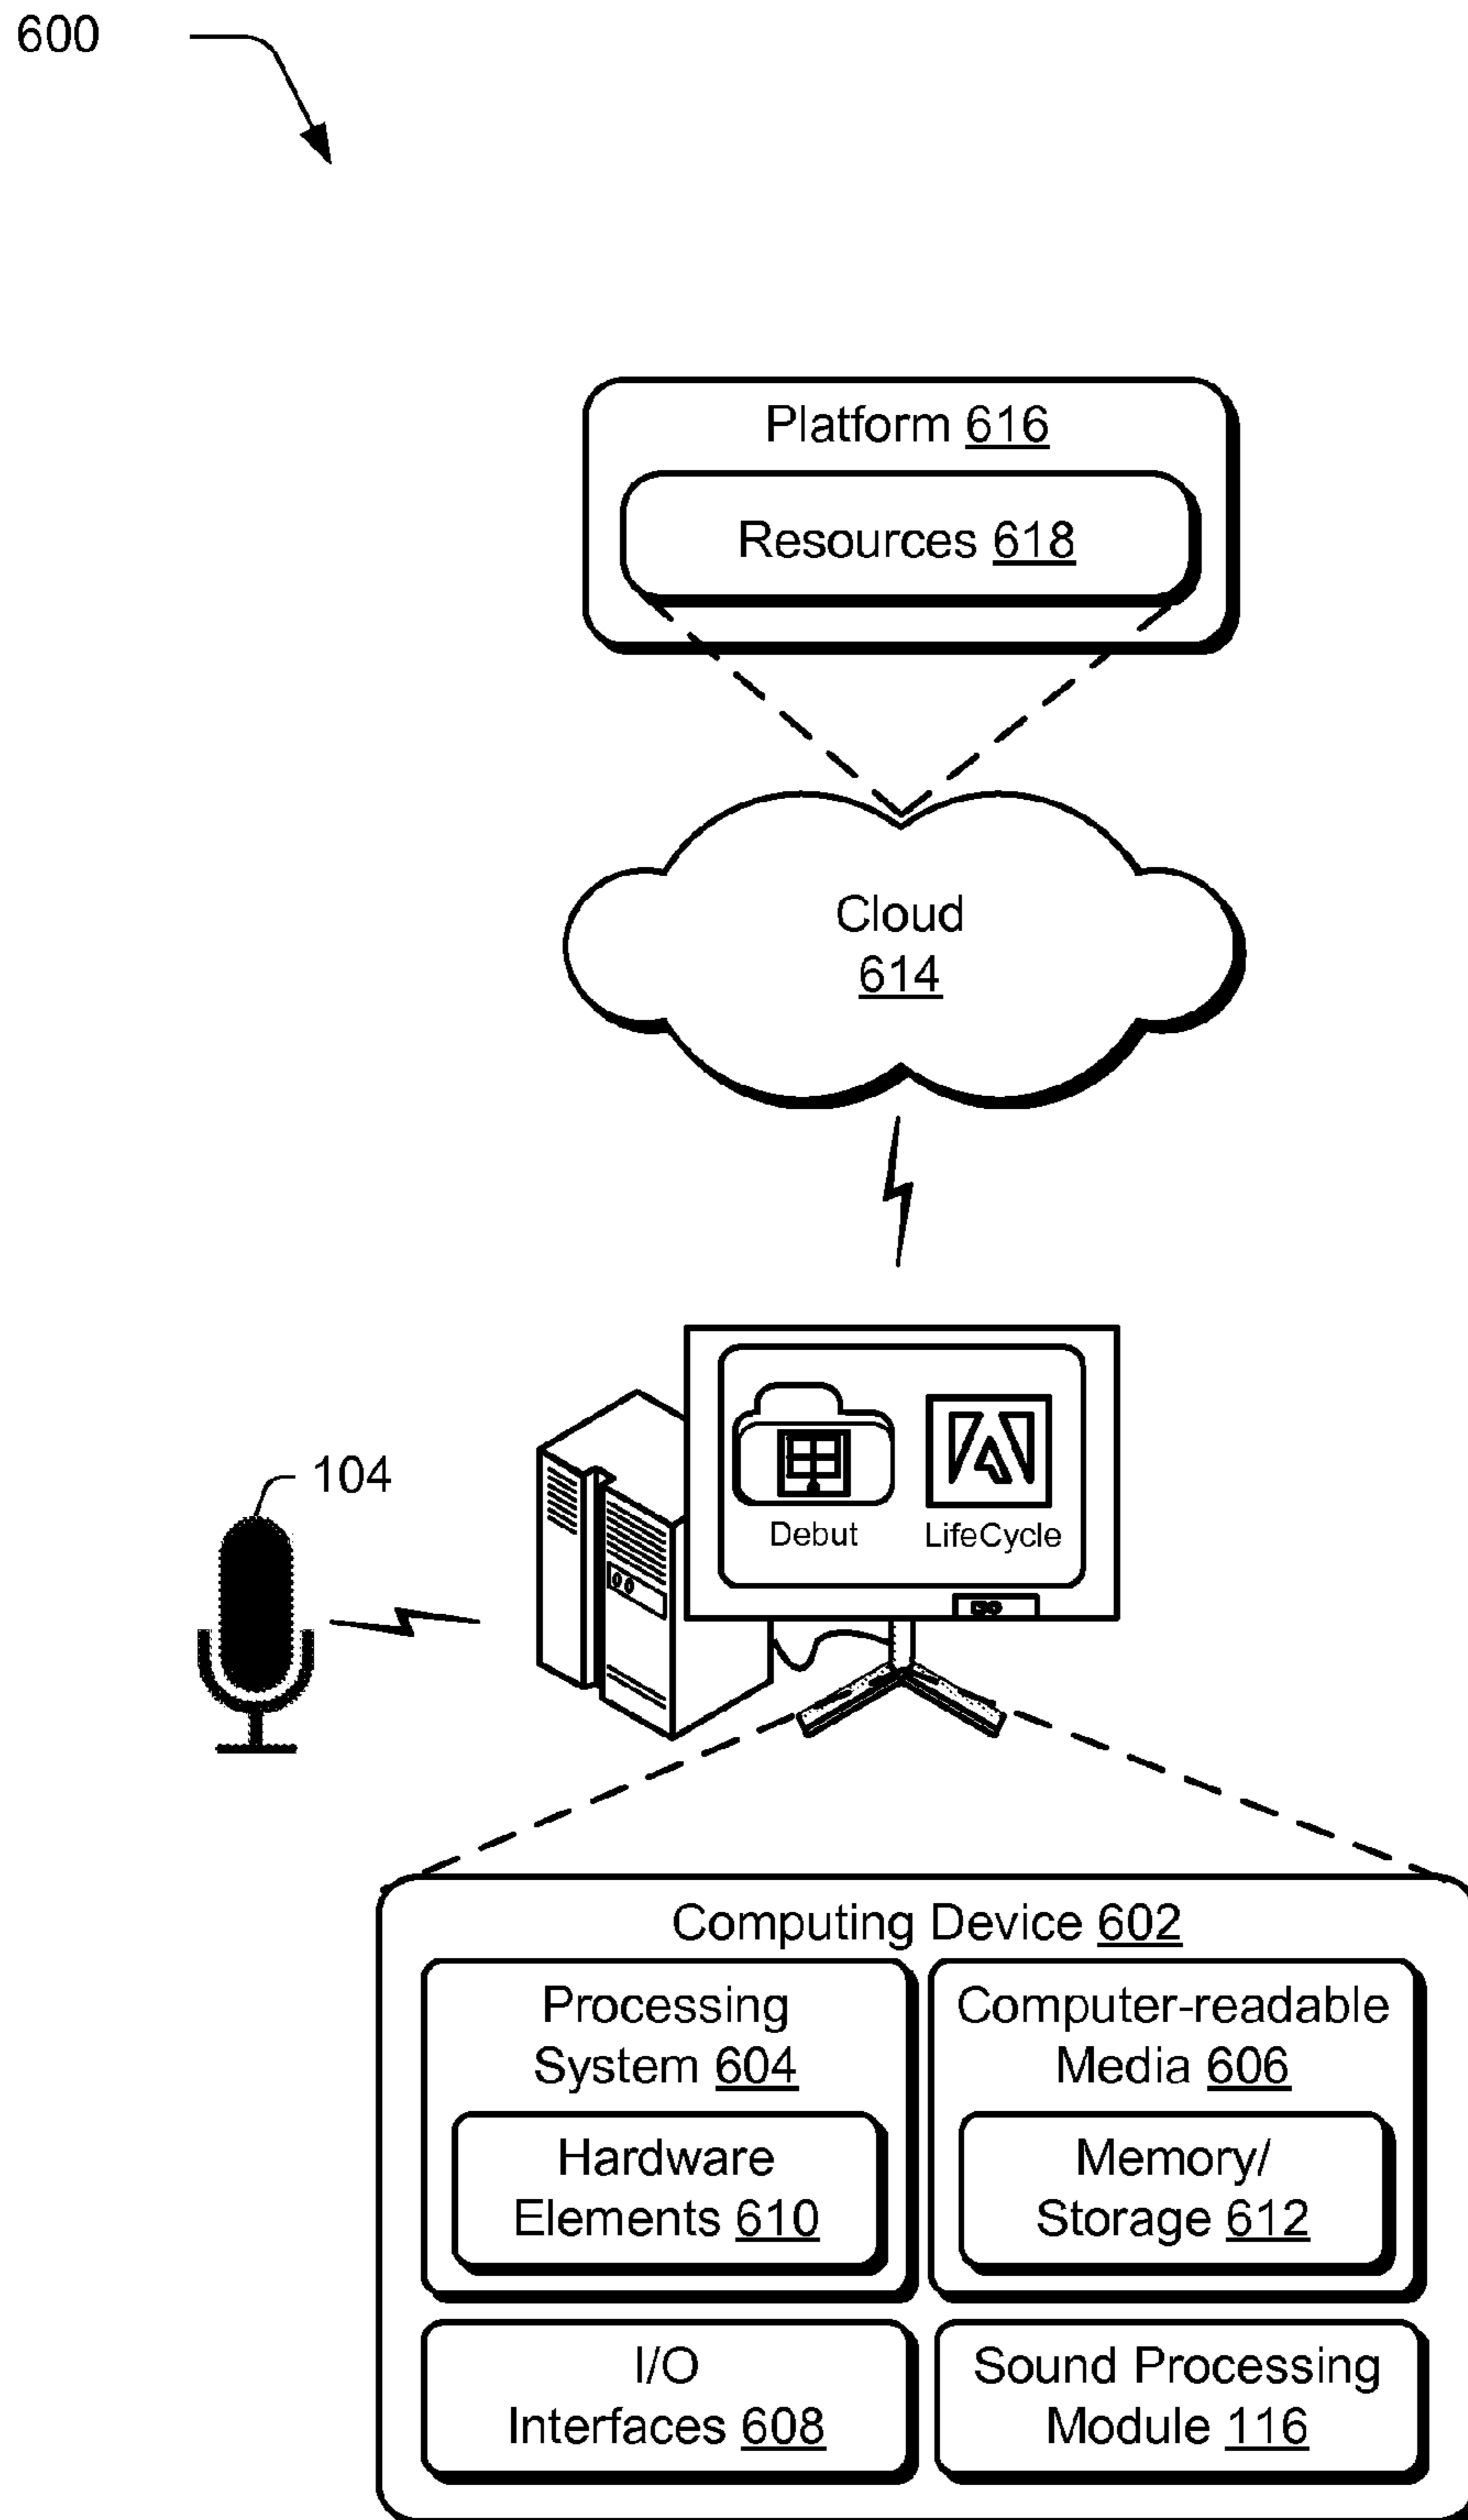 600
Platform 616
Resources 618
Cloud
614
104
Debut
LifeCycle
Computing Device 602
Processing
System 604
Hardware
Elements 610
Computer-readable
Media 606
Memory/
Storage 612
I/O
Interfaces 608
Sound Processing
Module 116